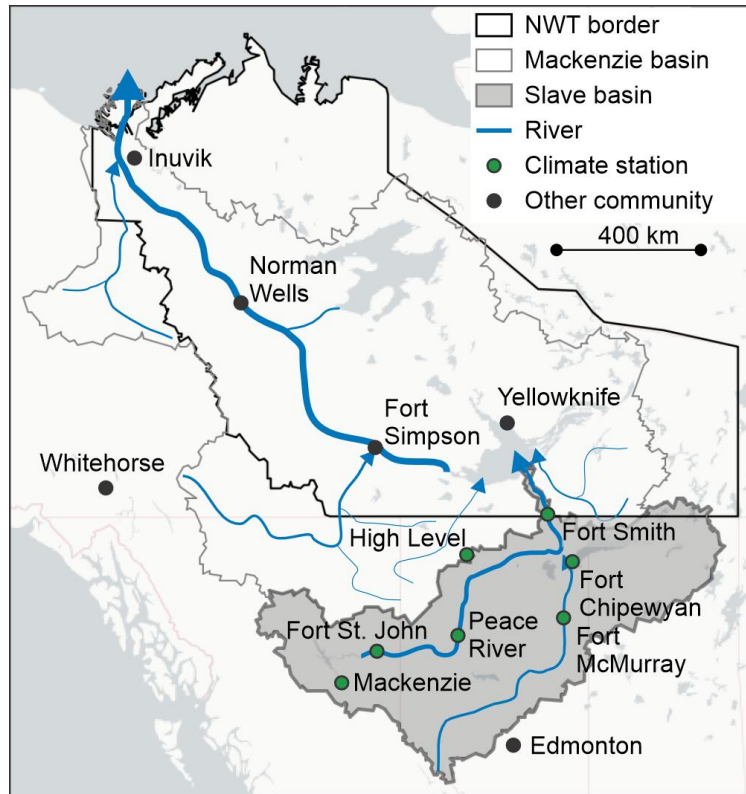 NWT border
Mackenzie basin
Slave basin
River
Climate station
Other community
400 km
Inuvik
Norman
Wells
Yellowknife
Fort
Simpson
Whitehorse
High Level
Fort Smith
Fort
Chipewyan
Fort
McMurray
Peace
River
Fort St. John
Mackenzie
Edmonton